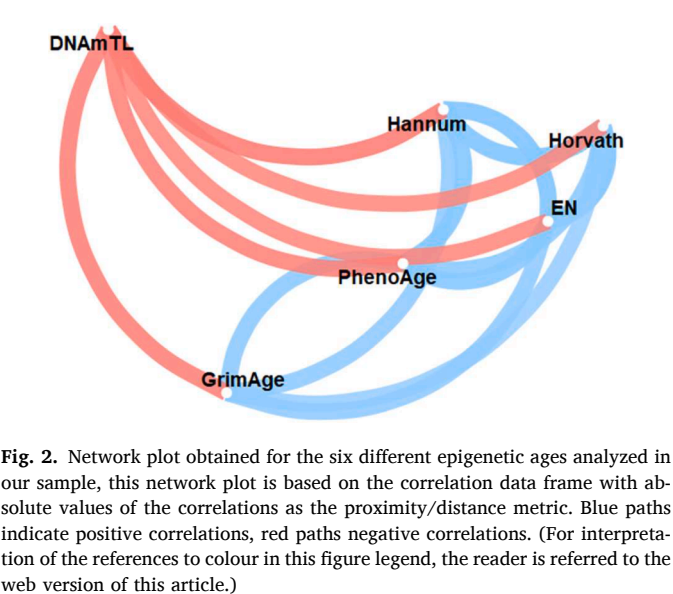 DNAmTL
Hannum
Horvath
EN
PhenoAge
GrimAge
Fig. 2. Network plot obtained for the six different epigenetic ages analyzed in
our sample, this network plot is based on the correlation data frame with ab-
solute values of the correlations as the proximity/distance metric. Blue paths
indicate positive correlations, red paths negative correlations. (For interpreta-
tion of the references to colour in this figure legend, the reader is referred to the
web version of this article.)